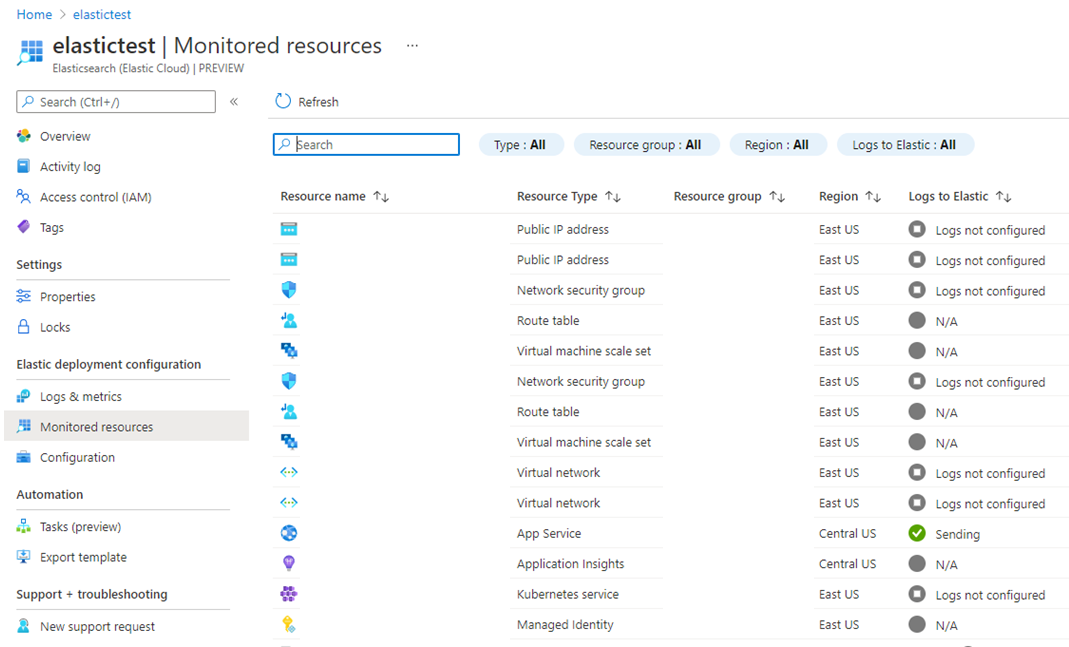 Home > elastictest
elastictest | Monitored resources ...
Elasticsearch (Elastic Cloud) | PREVIEW
Search (Ctrl+/) «
Overview
Activity log
Access control (IAM)
Tags
Settings
Properties
Locks
Elastic deployment configuration
Logs & metrics
Monitored resources
Configuration
Automation
Tasks (preview)
Export template
Support + troubleshooting
New support request
Refresh
Search Type : All Resource group : All Region : All Logs to Elastic : All
Resource name ↑↓ Resource Type ↑↓ Resource group ↑↓ Region ↑↓ Logs to Elastic ↑↓
Public IP address East US Logs not configured
Public IP address East US Logs not configured
Network security group East US Logs not configured
Route table East US N/A
Virtual machine scale set East US N/A
Network security group East US Logs not configured
Route table East US N/A
Virtual machine scale set East US N/A
Virtual network East US Logs not configured
Virtual network East US Logs not configured
App Service Central US Sending
Application Insights Central US N/A
Kubernetes service East US Logs not configured
Managed Identity East US N/A